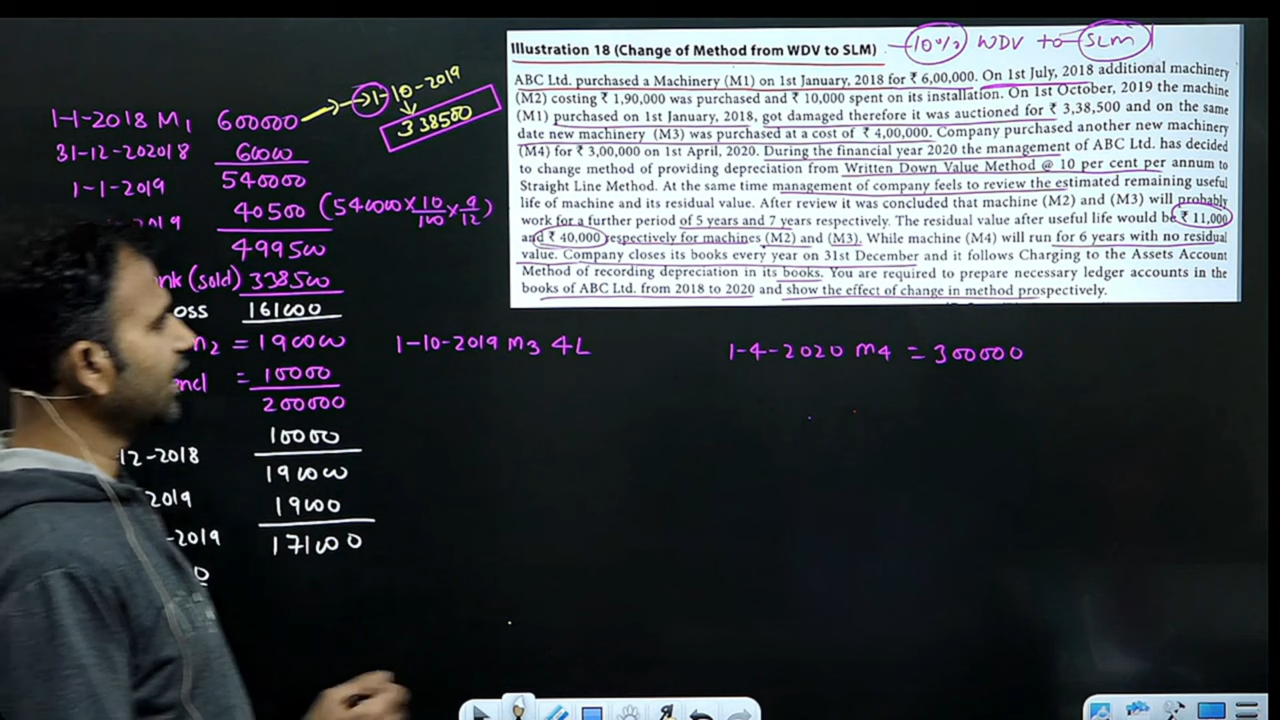 Illustration 18 (Change of Method from WDV to SLM) 10% WDV to SLM
ABC Ltd. purchased a Machinery (M1) on 1st January, 2018 for ₹ 6,00,000. On 1st July, 2018 additional machinery
(M2) costing ₹ 1,90,000 was purchased and ₹ 10,000 spent on its installation. On 1st October, 2019 the machine
(M1) purchased on 1st January, 2018, got damaged therefore it was auctioned for ₹ 3,38,500 and on the same
date new machinery (M3) was purchased at a cost of ₹ 4,00,000. Company purchased another new machinery
(M4) for ₹ 3,00,000 on 1st April, 2020. During the financial year 2020 the management of ABC Ltd. has decided
to change method of providing depreciation from Written Down Value Method @ 10 per cent per annum to
Straight Line Method. At the same time management of company feels to review the estimated remaining useful
life of machine and its residual value. After review it was concluded that machine (M2) and (M3) will probably
work for a further period of 5 years and 7 years respectively. The residual value after useful life would be ₹ 11,000
and ₹ 40,000 respectively for machines (M2) and (M3). While machine (M4) will run for 6 years with no residual
value. Company closes its books every year on 31st December and it follows Charging to the Assets Account
Method of recording depreciation in its books. You are required to prepare necessary ledger accounts in the
books of ABC Ltd. from 2018 to 2020 and show the effect of change in method prospectively.
1-10-2019
338500
1-1-2018 M1 600000
31-12-202018 60000
1-1-2019 540000
2019 40500 (540000 × 10/100 × 9/12)
499500
nk (sold) 338500
oss 161000
m2 = 190000 1-10-2019 M3 4L 1-4-2020 M4 = 300000
ncl = 10000
200000
12-2018 10000
190000
2019 19000
-2019 171000
0